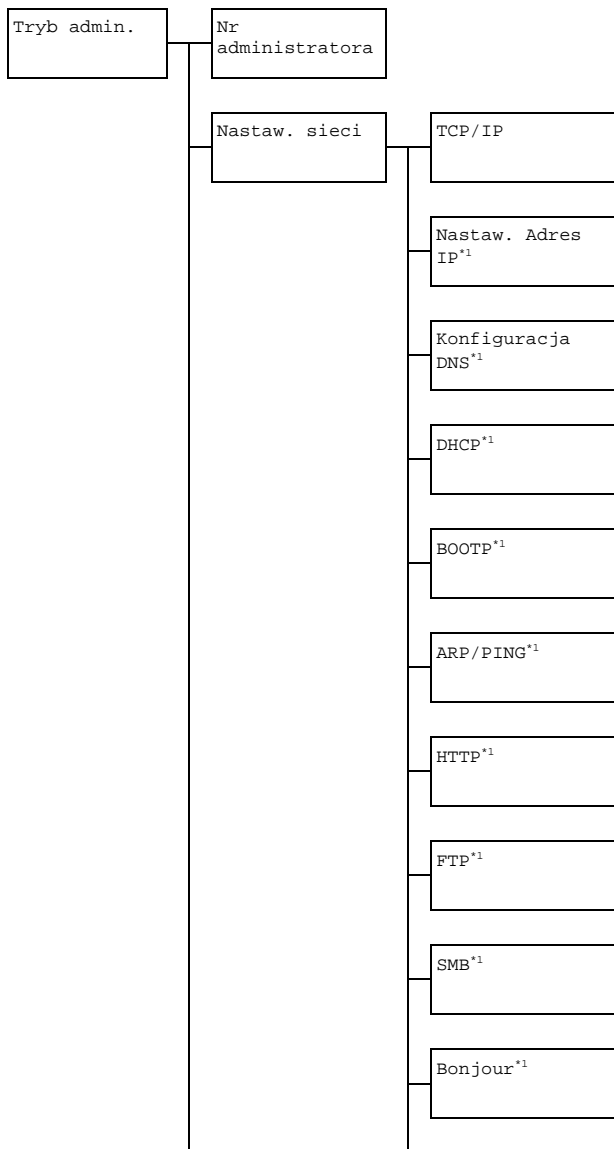 Tryb admin.
Nr
administratora
Nastaw. sieci
TCP/IP
Nastaw. Adres
IP*1
Konfiguracja
DNS*1
DHCP*1
BOOTP*1
ARP/PING*1
HTTP*1
FTP*1
SMB*1
Bonjour*1